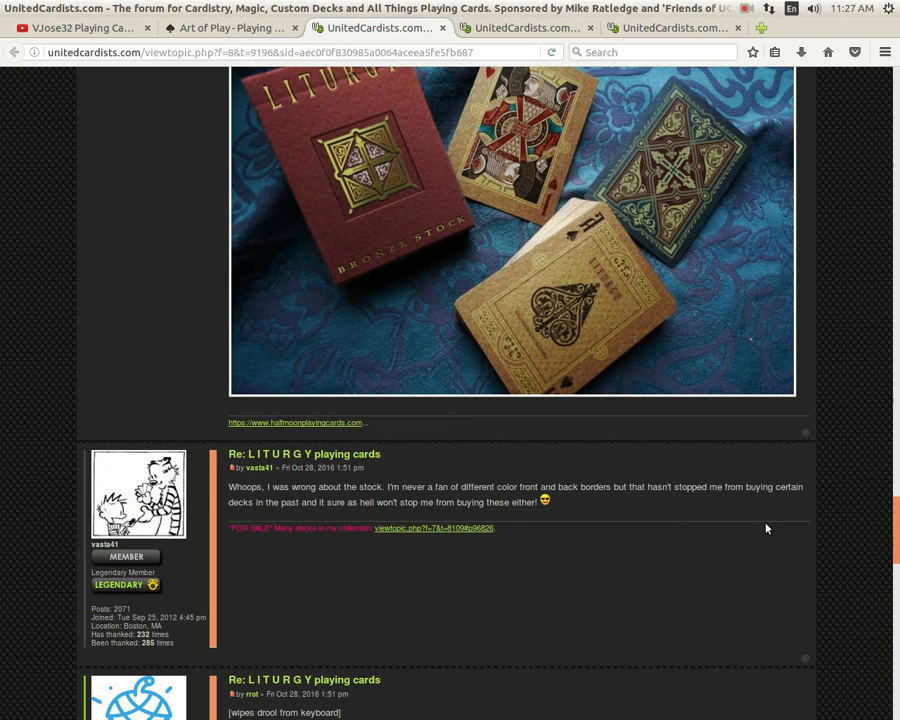 UnitedCardists.com - The forum for Cardistry, Magic, Custom Decks and All Things Playing Cards. Sponsored by Mike Ratledge and 'Friends of UC
En
11:27 AM
VJose32 Playing Ca...
Art of Play - Playing ...
UnitedCardists.com...
UnitedCardists.com...
UnitedCardists.com...
unitedcardists.com/viewtopic.php?f=8&t=9196&sid=aec0f0f830985a0064aceea5fe5fb687
Search
LITURGY
BRONZE STOCK
LITURGY
https://www.halfmoonplayingcards.com...
Re: L I T U R G Y playing cards
by vasta41 » Fri Oct 28, 2016 1:51 pm
Whoops, I was wrong about the stock. I'm never a fan of different color front and back borders but that hasn't stopped me from buying certain
decks in the past and it sure as hell won't stop me from buying these either!
*FOR SALE* Many decks in my collection: viewtopic.php?f=7&t=8109#p96826.
vasta41
MEMBER
Legendary Member
LEGENDARY
Posts: 2071
Joined: Tue Sep 25, 2012 4:45 pm
Location: Boston, MA
Has thanked: 232 times
Been thanked: 285 times
Re: L I T U R G Y playing cards
by rrot » Fri Oct 28, 2016 1:51 pm
[wipes drool from keyboard]